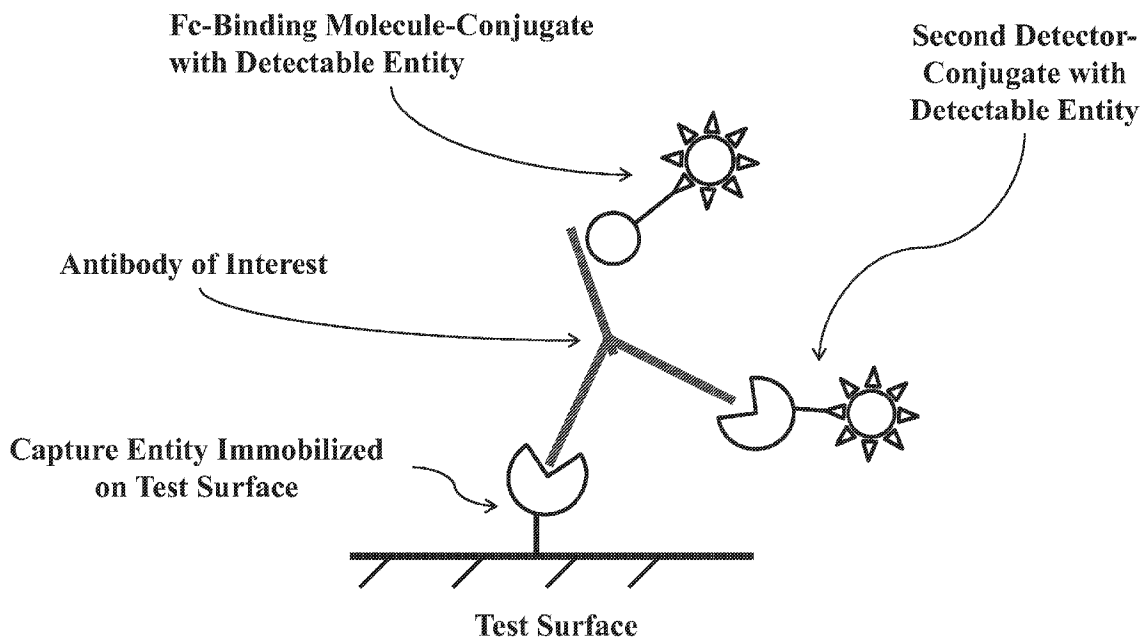 Fc-Binding Molecule-Conjugate
with Detectable Entity
Second Detector-
Conjugate with
Detectable Entity
Antibody of Interest
Capture Entity Immobilized
on Test Surface
Test Surface